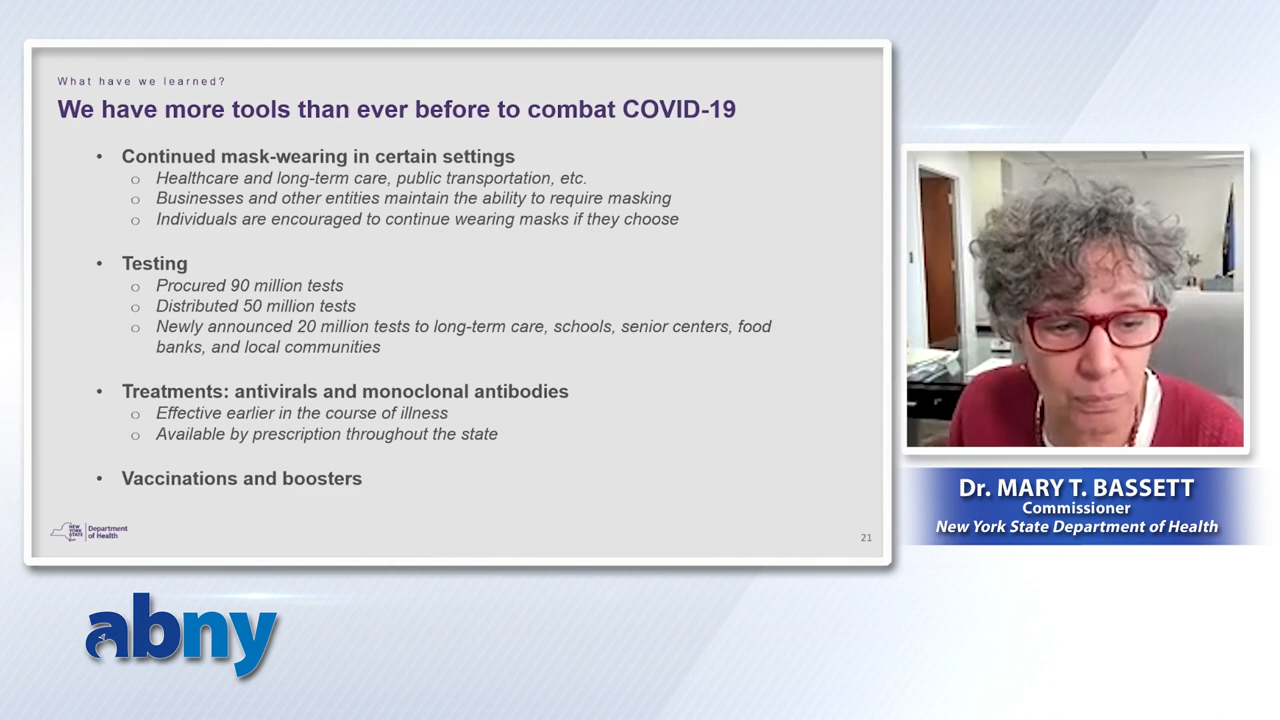 What have we learned?
We have more tools than ever before to combat COVID-19
• Continued mask-wearing in certain settings
o Healthcare and long-term care, public transportation, etc.
o Businesses and other entities maintain the ability to require masking
o Individuals are encouraged to continue wearing masks if they choose
• Testing
o Procured 90 million tests
o Distributed 50 million tests
o Newly announced 20 million tests to long-term care, schools, senior centers, food
banks, and local communities
• Treatments: antivirals and monoclonal antibodies
o Effective earlier in the course of illness
o Available by prescription throughout the state
• Vaccinations and boosters
NEW
YORK
STATE
Department
of Health
21
Dr. MARY T. BASSETT
Commissioner
New York State Department of Health
abny